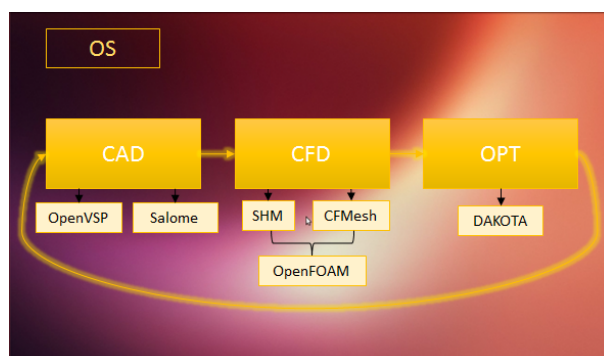 OS
CAD
CFD
OPT
OpenVSP
Salome
SHM
CFMesh
DAKOTA
OpenFOAM